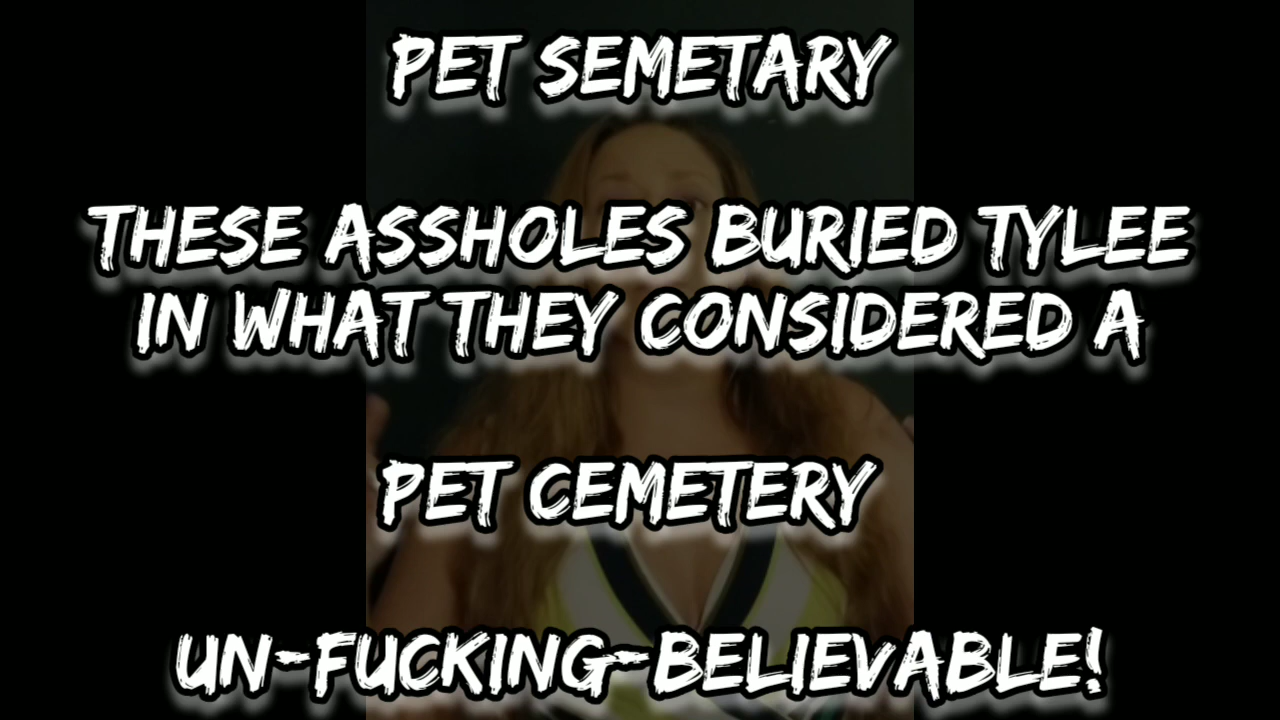 PET SEMETARY
THESE ASSHOLES BURIED TYLEE
IN WHAT THEY CONSIDERED A
PET CEMETERY
UN-FUCKING-BELIEVABLE!